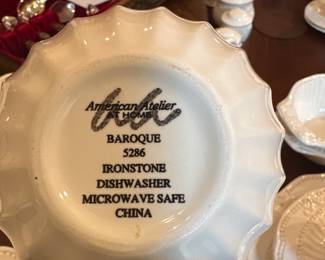 American Atelier
AT HOME
BAROQUE
5286
IRONSTONE
DISHWASHER
MICROWAVE SAFE
CHINA